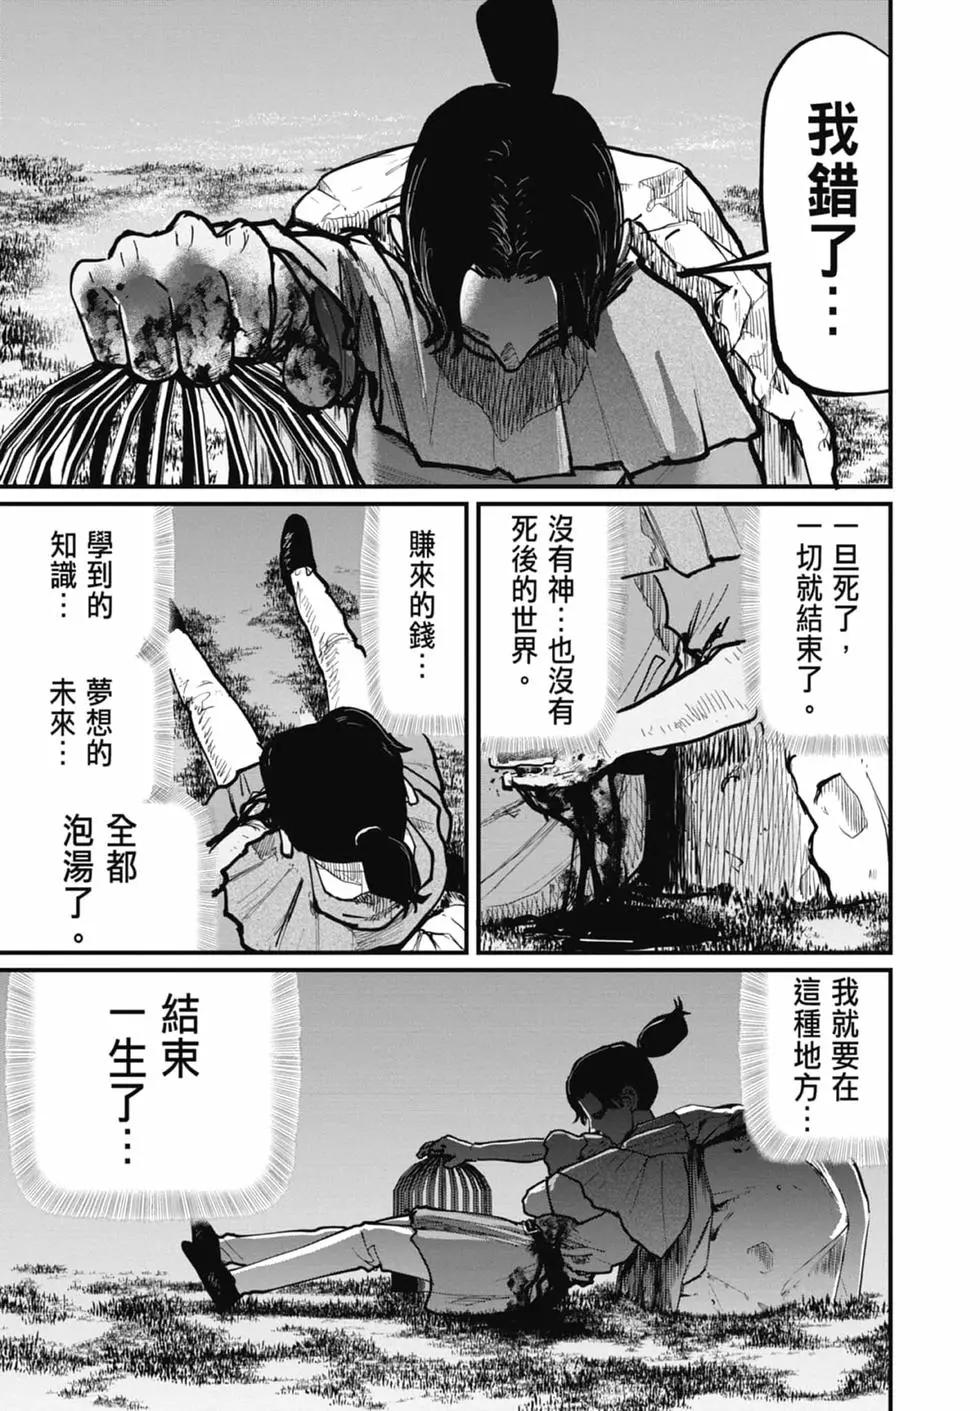 我錯了…
一旦死了，
一切就結束了。
沒有神…也沒有
死後的世界。
賺來的錢…
學到的
知識…
夢想的
未來…
全都
泡湯了。
我就要在
這種地方…
結束
一生了…